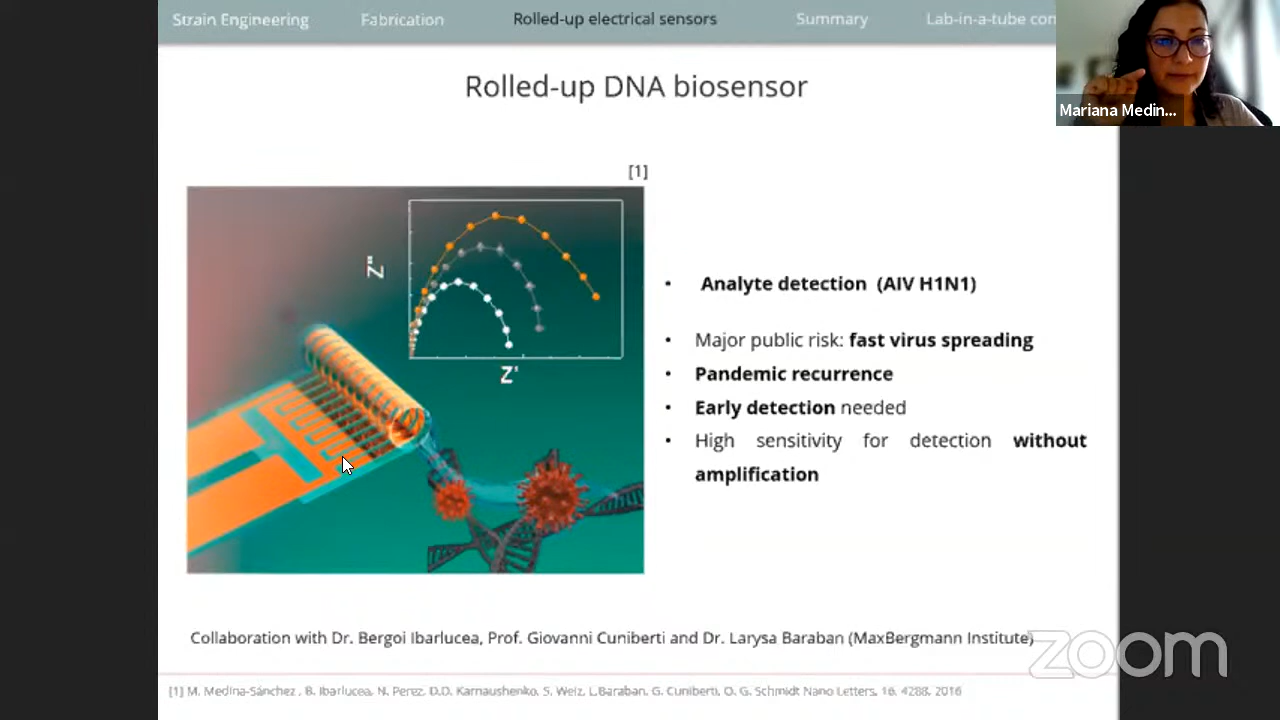 Strain Engineering Fabrication Rolled-up electrical sensors Summary Lab-in-a-tube con
Mariana Medin...
Rolled-up DNA biosensor
[1]
Z"
Z'
• Analyte detection (AIV H1N1)
• Major public risk: fast virus spreading
• Pandemic recurrence
• Early detection needed
• High sensitivity for detection without
amplification
Collaboration with Dr. Bergoi Ibarlucea, Prof. Giovanni Cuniberti and Dr. Larysa Baraban (MaxBergmann Institute)
zoom
[1] M. Medina-Sánchez , B. Ibarlucea, N. Perez, D.D. Karnaushenko, S. Weiz, L.Baraban, G. Cuniberti, O. G. Schmidt Nano Letters, 16, 4288, 2016